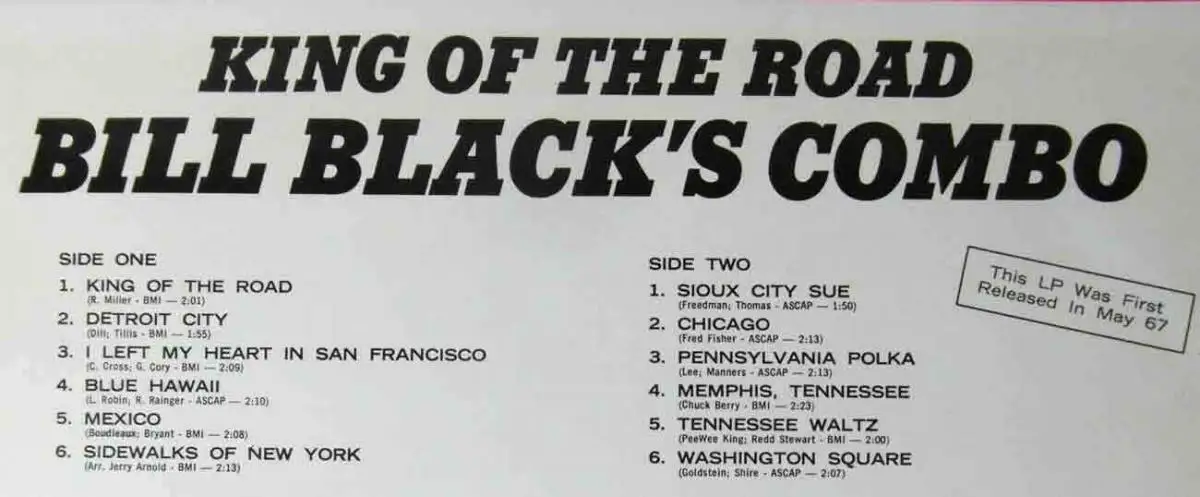 KING OF THE ROAD
BILL BLACK'S COMBO
SIDE ONE
1. KING OF THE ROAD
(R. Miller - BMI — 2:01)
2. DETROIT CITY
(Dill; Tillis - BMI — 1:55)
3. I LEFT MY HEART IN SAN FRANCISCO
(C. Cross; G. Cory - BMI — 2:09)
4. BLUE HAWAII
(L. Robin; R. Rainger - ASCAP — 2:10)
5. MEXICO
(Boudleaux; Bryant - BMI — 2:08)
6. SIDEWALKS OF NEW YORK
(Arr. Jerry Arnold - BMI — 2:13)
SIDE TWO
1. SIOUX CITY SUE
(Freedman; Thomas - ASCAP — 1:50)
2. CHICAGO
(Fred Fisher - ASCAP — 2:13)
3. PENNSYLVANIA POLKA
(Lee; Manners - ASCAP — 2:13)
4. MEMPHIS, TENNESSEE
(Chuck Berry - BMI — 2:23)
5. TENNESSEE WALTZ
(PeeWee King; Redd Stewart - BMI — 2:00)
6. WASHINGTON SQUARE
(Goldstein; Shire - ASCAP — 2:07)
This LP Was First
Released In May 67